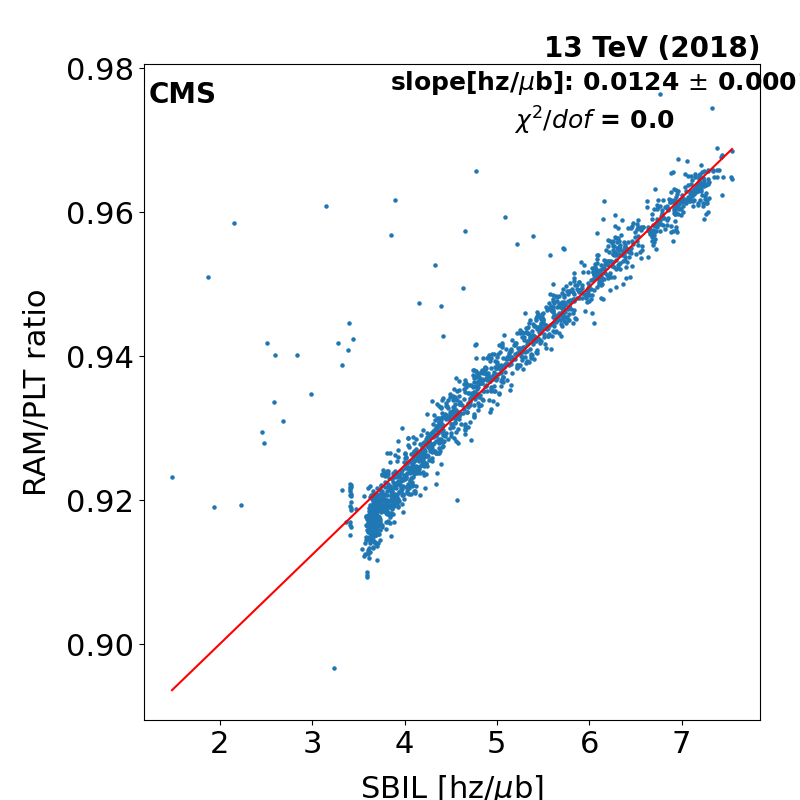 13 TeV (2018)
CMS
slope[hz/μb]: 0.0124 ± 0.000
χ²/dof = 0.0
0.98
0.96
0.94
0.92
0.90
RAM/PLT ratio
2 3 4 5 6 7
SBIL [hz/μb]